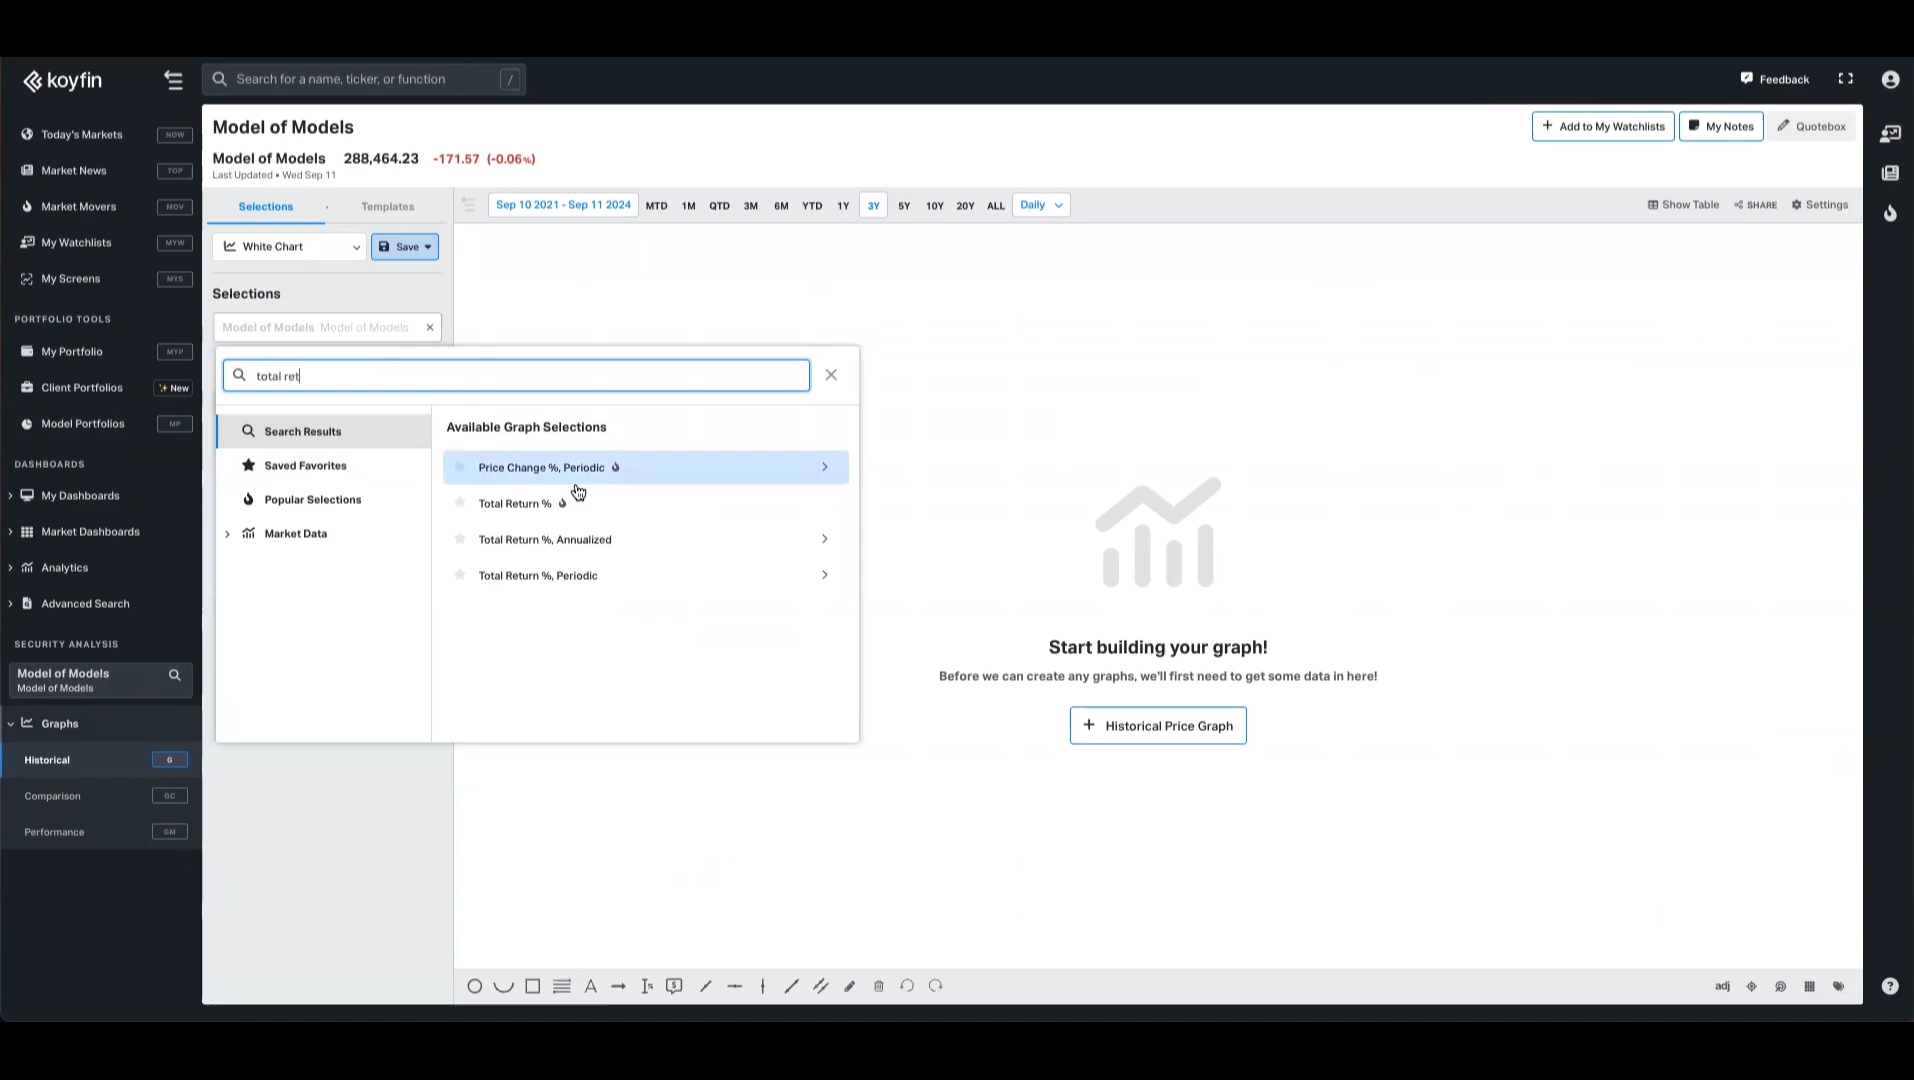 koyfin
Search for a name, ticker, or function /
Feedback
Today's Markets NOW
Market News TOP
Market Movers MOV
My Watchlists MYW
My Screens MYS
PORTFOLIO TOOLS
My Portfolio MYP
Client Portfolios New
Model Portfolios MP
DASHBOARDS
My Dashboards
Market Dashboards
Analytics
Advanced Search
SECURITY ANALYSIS
Model of Models
Model of Models
Graphs
Historical G
Comparison GC
Performance GM
Model of Models
+ Add to My Watchlists My Notes Quotebox
Model of Models 288,464.23 -171.57 (-0.06%)
Last Updated • Wed Sep 11
Selections Templates
Sep 10 2021 - Sep 11 2024 MTD 1M QTD 3M 6M YTD 1Y 3Y 5Y 10Y 20Y ALL Daily
Show Table SHARE Settings
White Chart Save
Selections
Model of Models Model of Models ×
total ret
Search Results
Saved Favorites
Popular Selections
Market Data
Available Graph Selections
Price Change %, Periodic
Total Return %
Total Return %, Annualized
Total Return %, Periodic
Start building your graph!
Before we can create any graphs, we'll first need to get some data in here!
+ Historical Price Graph
adj